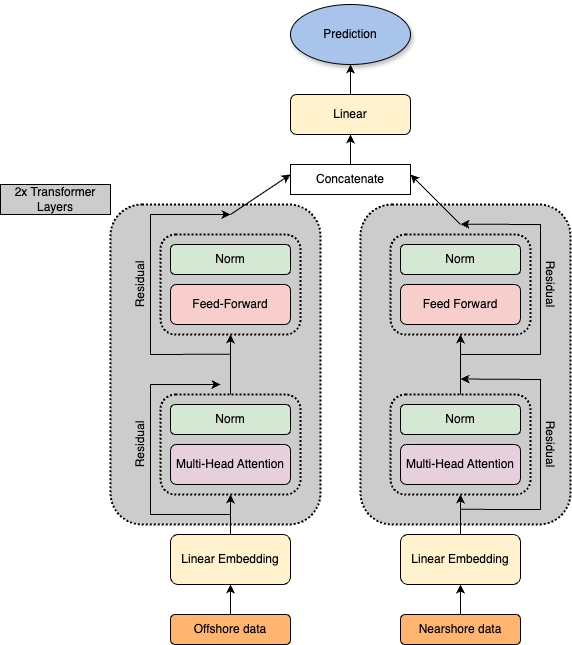 Prediction
Linear
Concatenate
2x Transformer
Layers
Norm
Norm
Feed-Forward
Feed Forward
Residual
Residual
Norm
Norm
Multi-Head Attention
Multi-Head Attention
Residual
Residual
Linear Embedding
Linear Embedding
Offshore data
Nearshore data